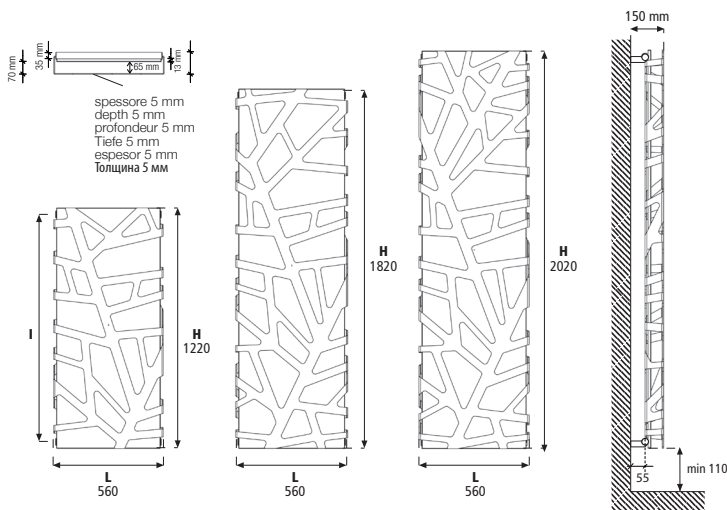 150 mm
70 mm
35 mm
65 mm
13 mm
spessore 5 mm
depth 5 mm
profondeur 5 mm
Tiefe 5 mm
espesor 5 mm
Толщина 5 мм
I
H
1220
H
1820
H
2020
L
560
L
560
L
560
55
min 110